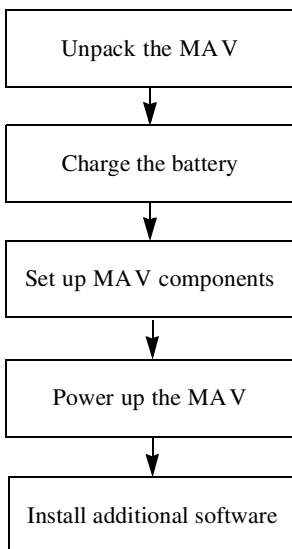 Unpack the MAV
Charge the battery
Set up MAV components
Power up the MAV
Install additional software